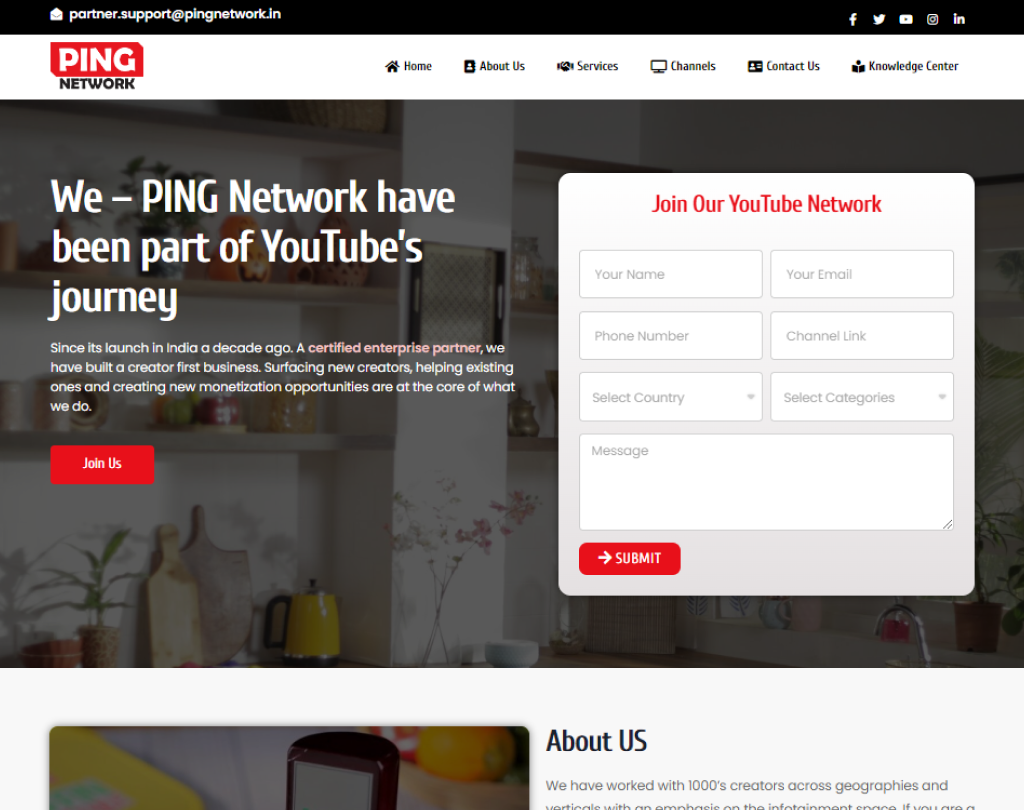 partner.support@pingnetwork.in
PING
NETWORK
Home
About Us
Services
Channels
Contact Us
Knowledge Center
We – PING Network have
been part of YouTube's
journey
Since its launch in India a decade ago. A certified enterprise partner, we
have built a creator first business. Surfacing new creators, helping existing
ones and creating new monetization opportunities are at the core of what
we do.
Join Us
Join Our YouTube Network
Your Name
Your Email
Phone Number
Channel Link
Select Country
Select Categories
Message
SUBMIT
About US
We have worked with 1000's creators across geographies and
verticals with an emphasis on the infotainment space. If you are a